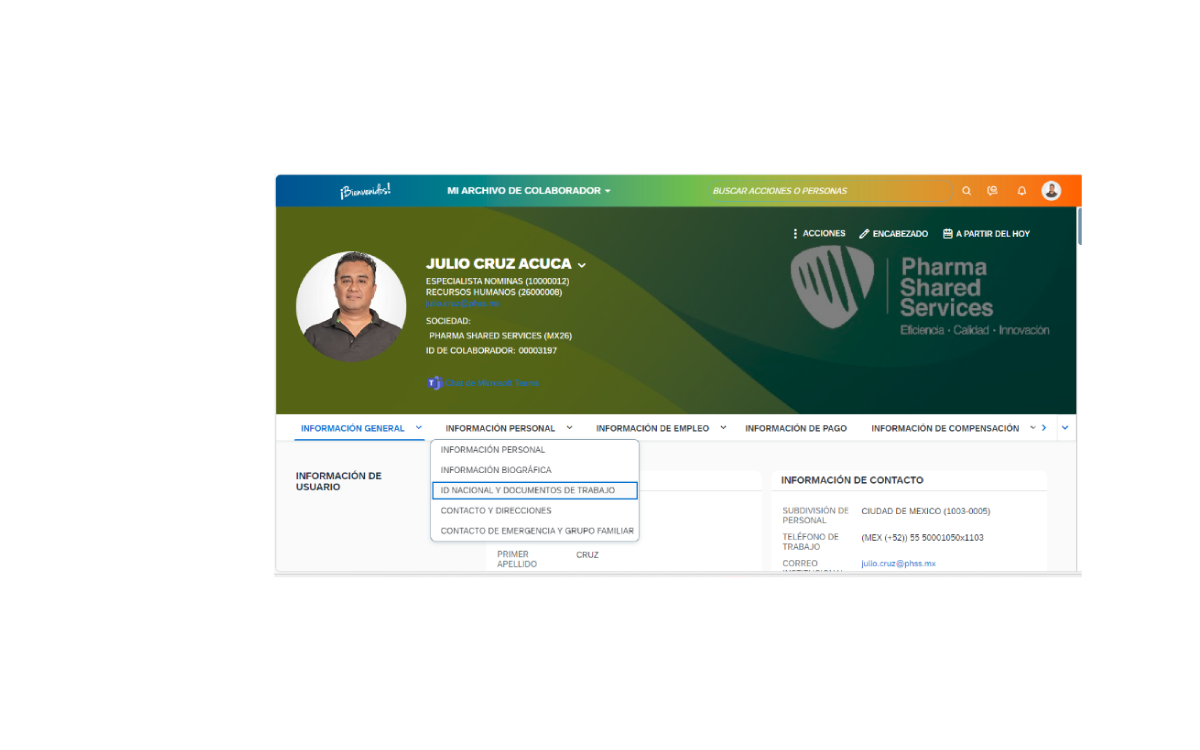 ¡Bienvenid@s!
MI ARCHIVO DE COLABORADOR
BUSCAR ACCIONES O PERSONAS
ACCIONES
ENCABEZADO
A PARTIR DEL HOY
JULIO CRUZ ACUCA
ESPECIALISTA NOMINAS (10000012)
RECURSOS HUMANOS (26000008)
SOCIEDAD:
PHARMA SHARED SERVICES (MX26)
ID DE COLABORADOR: 00003197
Pharma
Shared
Services
Eficiencia • Calidad • Innovación
INFORMACIÓN GENERAL
INFORMACIÓN PERSONAL
INFORMACIÓN DE EMPLEO
INFORMACIÓN DE PAGO
INFORMACIÓN DE COMPENSACIÓN
INFORMACIÓN PERSONAL
INFORMACIÓN BIOGRÁFICA
ID NACIONAL Y DOCUMENTOS DE TRABAJO
CONTACTO Y DIRECCIONES
CONTACTO DE EMERGENCIA Y GRUPO FAMILIAR
INFORMACIÓN DE
USUARIO
PRIMER
APELLIDO
CRUZ
INFORMACIÓN DE CONTACTO
SUBDIVISIÓN DE
PERSONAL
CIUDAD DE MEXICO (1003-0005)
TELÉFONO DE
TRABAJO
(MEX (+52)) 55 50001050x1103
CORREO
julio.cruz@phss.mx